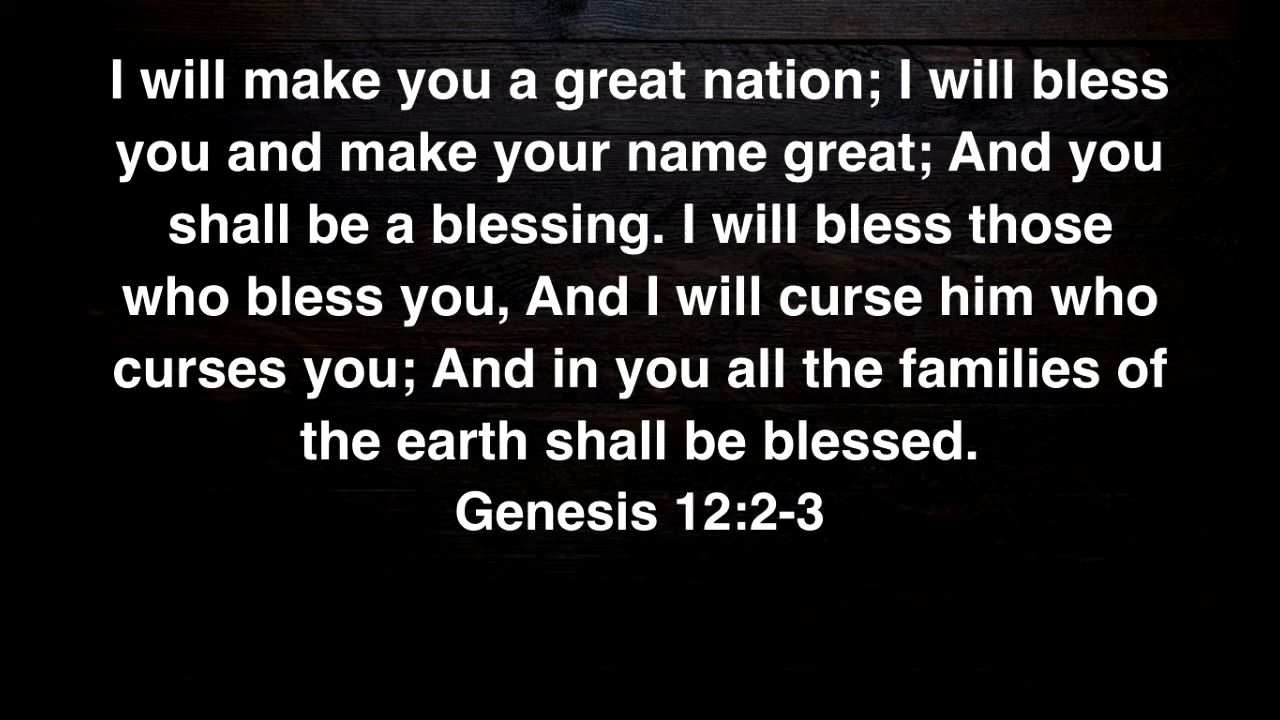 I will make you a great nation; I will bless
you and make your name great; And you
shall be a blessing. I will bless those
who bless you, And I will curse him who
curses you; And in you all the families of
the earth shall be blessed.
Genesis 12:2-3